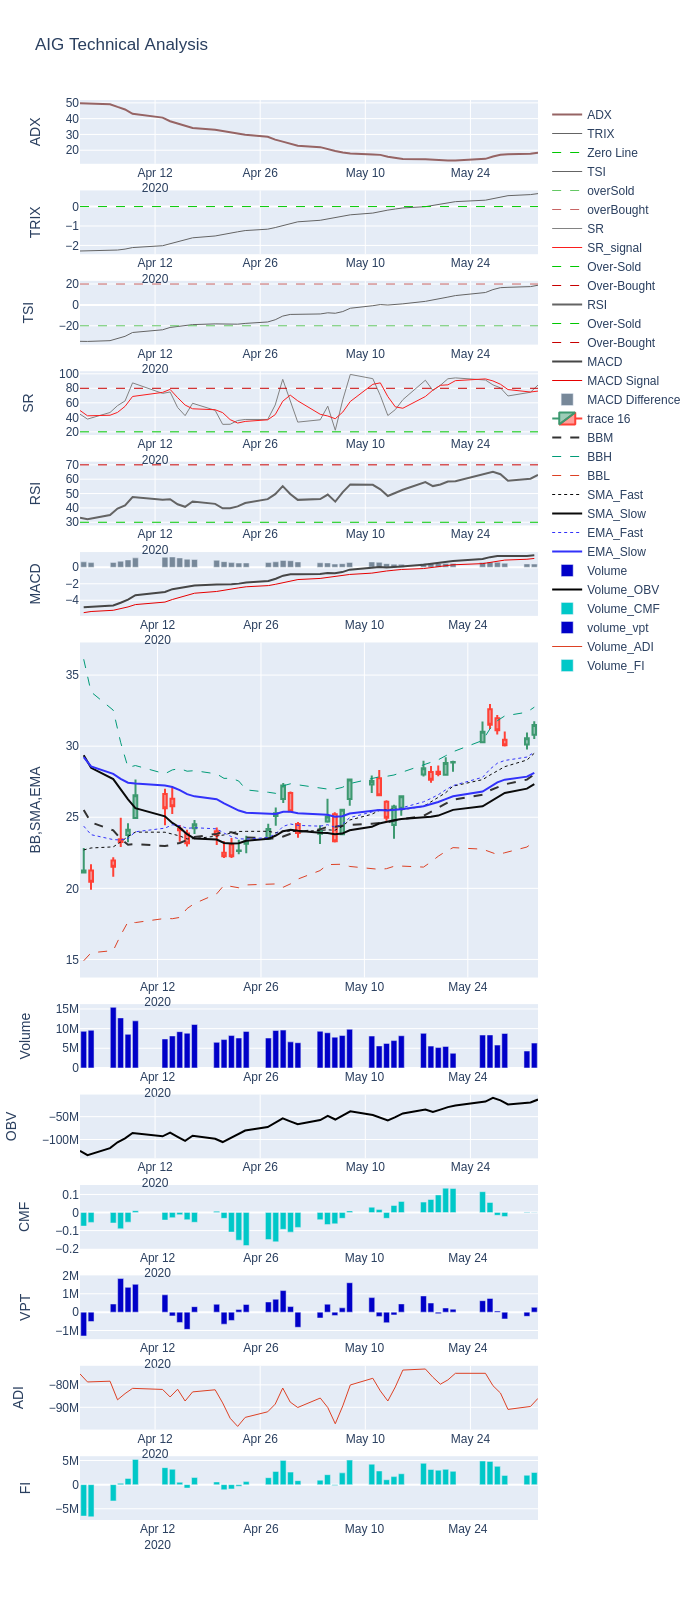 AIG Technical Analysis
ADX
50
40
30
20
Apr 12
2020
Apr 26
May 10
May 24
TRIX
0
−1
−2
Apr 12
2020
Apr 26
May 10
May 24
TSI
20
0
−20
Apr 12
2020
Apr 26
May 10
May 24
SR
100
80
60
40
20
Apr 12
2020
Apr 26
May 10
May 24
RSI
70
60
50
40
30
Apr 12
2020
Apr 26
May 10
May 24
MACD
0
−2
−4
Apr 12
2020
Apr 26
May 10
May 24
BB,SMA,EMA
35
30
25
20
15
Apr 12
2020
Apr 26
May 10
May 24
Volume
15M
10M
5M
0
Apr 12
2020
Apr 26
May 10
May 24
OBV
−50M
−100M
Apr 12
2020
Apr 26
May 10
May 24
CMF
0.1
0
−0.1
−0.2
Apr 12
2020
Apr 26
May 10
May 24
VPT
2M
1M
0
−1M
Apr 12
2020
Apr 26
May 10
May 24
ADI
−80M
−90M
Apr 12
2020
Apr 26
May 10
May 24
FI
5M
0
−5M
Apr 12
2020
Apr 26
May 10
May 24
ADX
TRIX
Zero Line
TSI
overSold
overBought
SR
SR_signal
Over-Sold
Over-Bought
RSI
Over-Sold
Over-Bought
MACD
MACD Signal
MACD Difference
trace 16
BBM
BBH
BBL
SMA_Fast
SMA_Slow
EMA_Fast
EMA_Slow
Volume
Volume_OBV
Volume_CMF
volume_vpt
Volume_ADI
Volume_FI